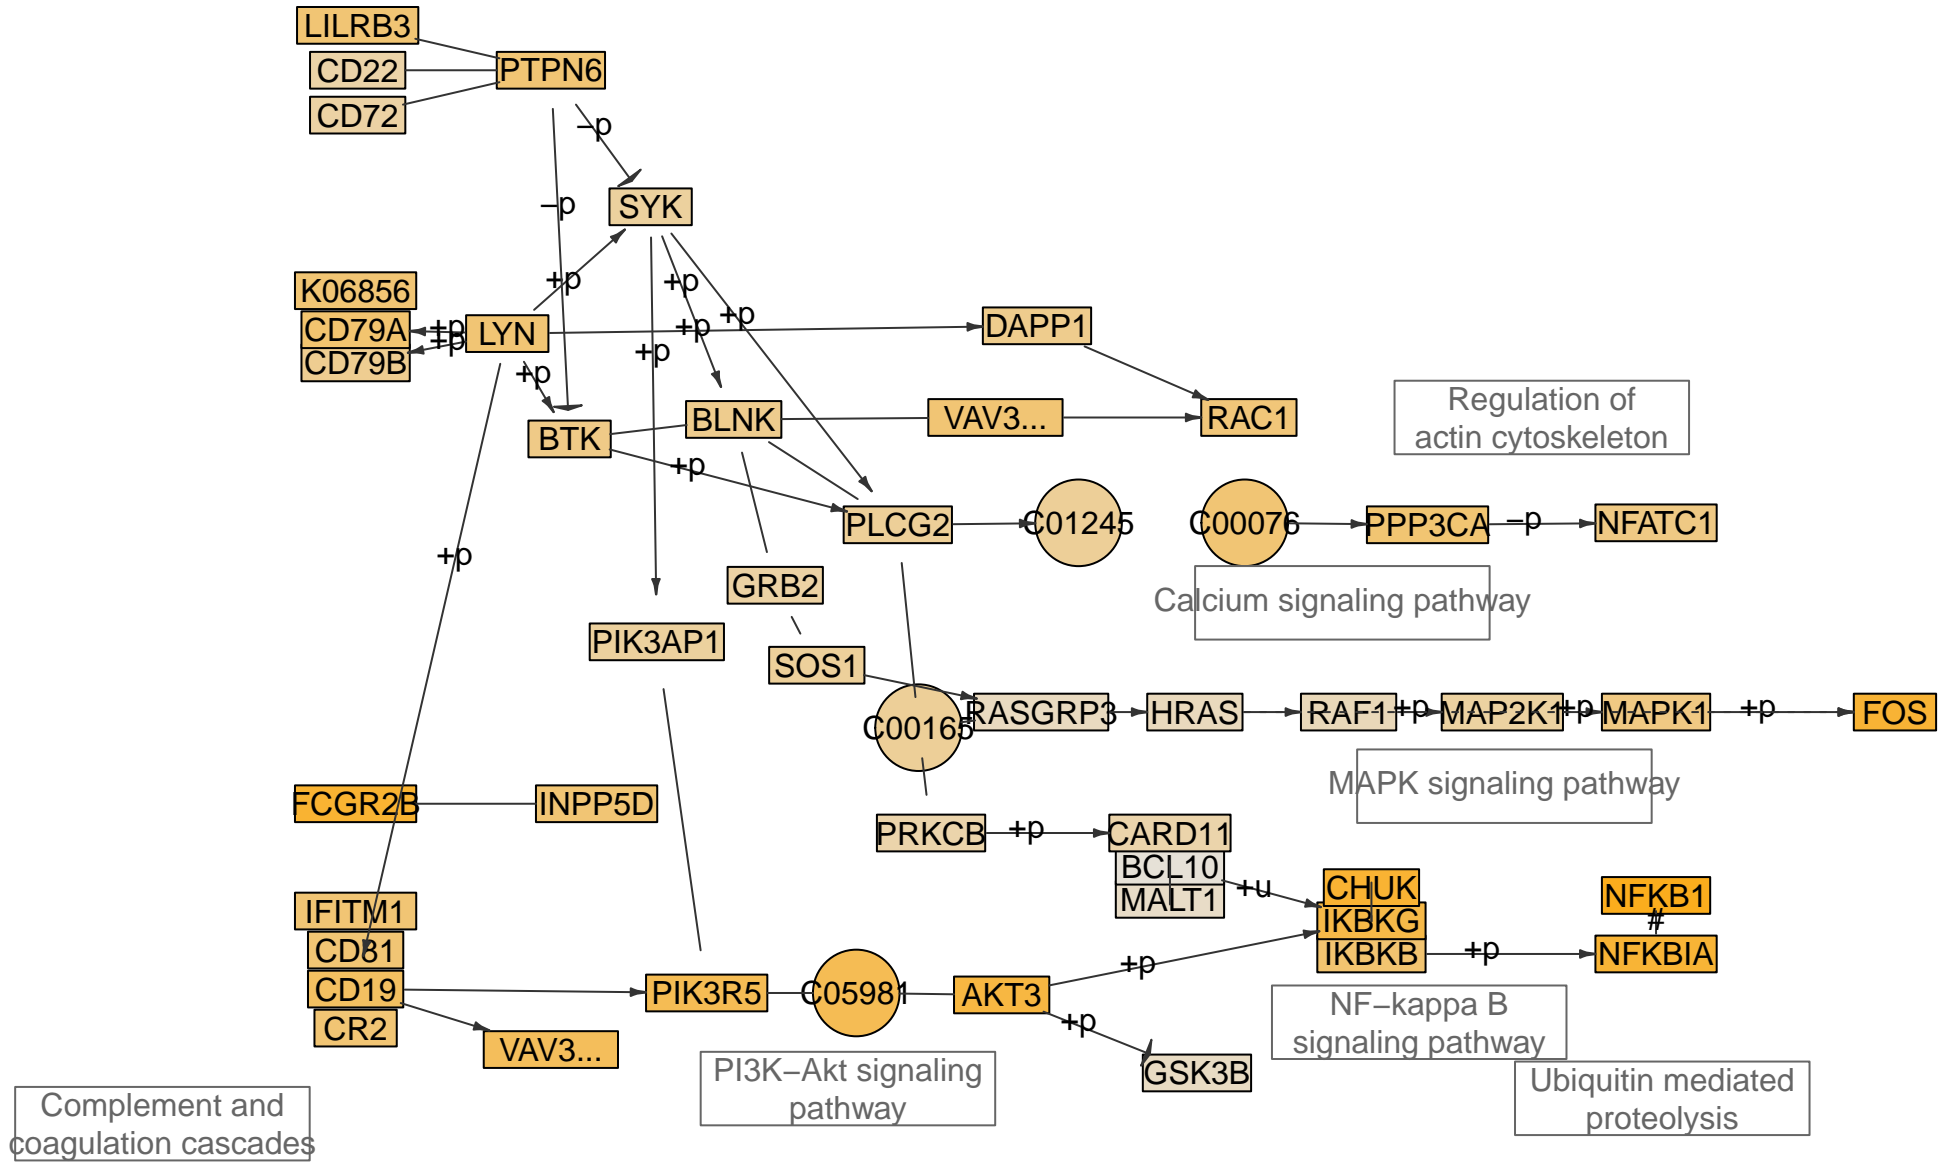 LILRB3
CD22
PTPN6
CD72
–p
SYK
–p
+p
+p
K06856
CD79A
+p
LYN
+p
+p
DAPP1
CD79B
+p
+p
+p
BTK
BLNK
VAV3...
RAC1
Regulation of
actin cytoskeleton
+p
PLCG2
C01245
C00076
PPP3CA
–p
NFATC1
+p
GRB2
Calcium signaling pathway
PIK3AP1
SOS1
C00165
RASGRP3
HRAS
RAF1
+p
MAP2K1
+p
MAPK1
+p
FOS
MAPK signaling pathway
FCGR2B
INPP5D
PRKCB
+p
CARD11
BCL10
MALT1
+u
CHUK
IKBKG
IKBKB
+p
NFKB1
#
NFKBIA
IFITM1
CD81
CD19
CR2
VAV3...
PIK3R5
C05981
AKT3
+p
+p
GSK3B
NF–kappa B
signaling pathway
PI3K–Akt signaling
pathway
Ubiquitin mediated
proteolysis
Complement and
coagulation cascades